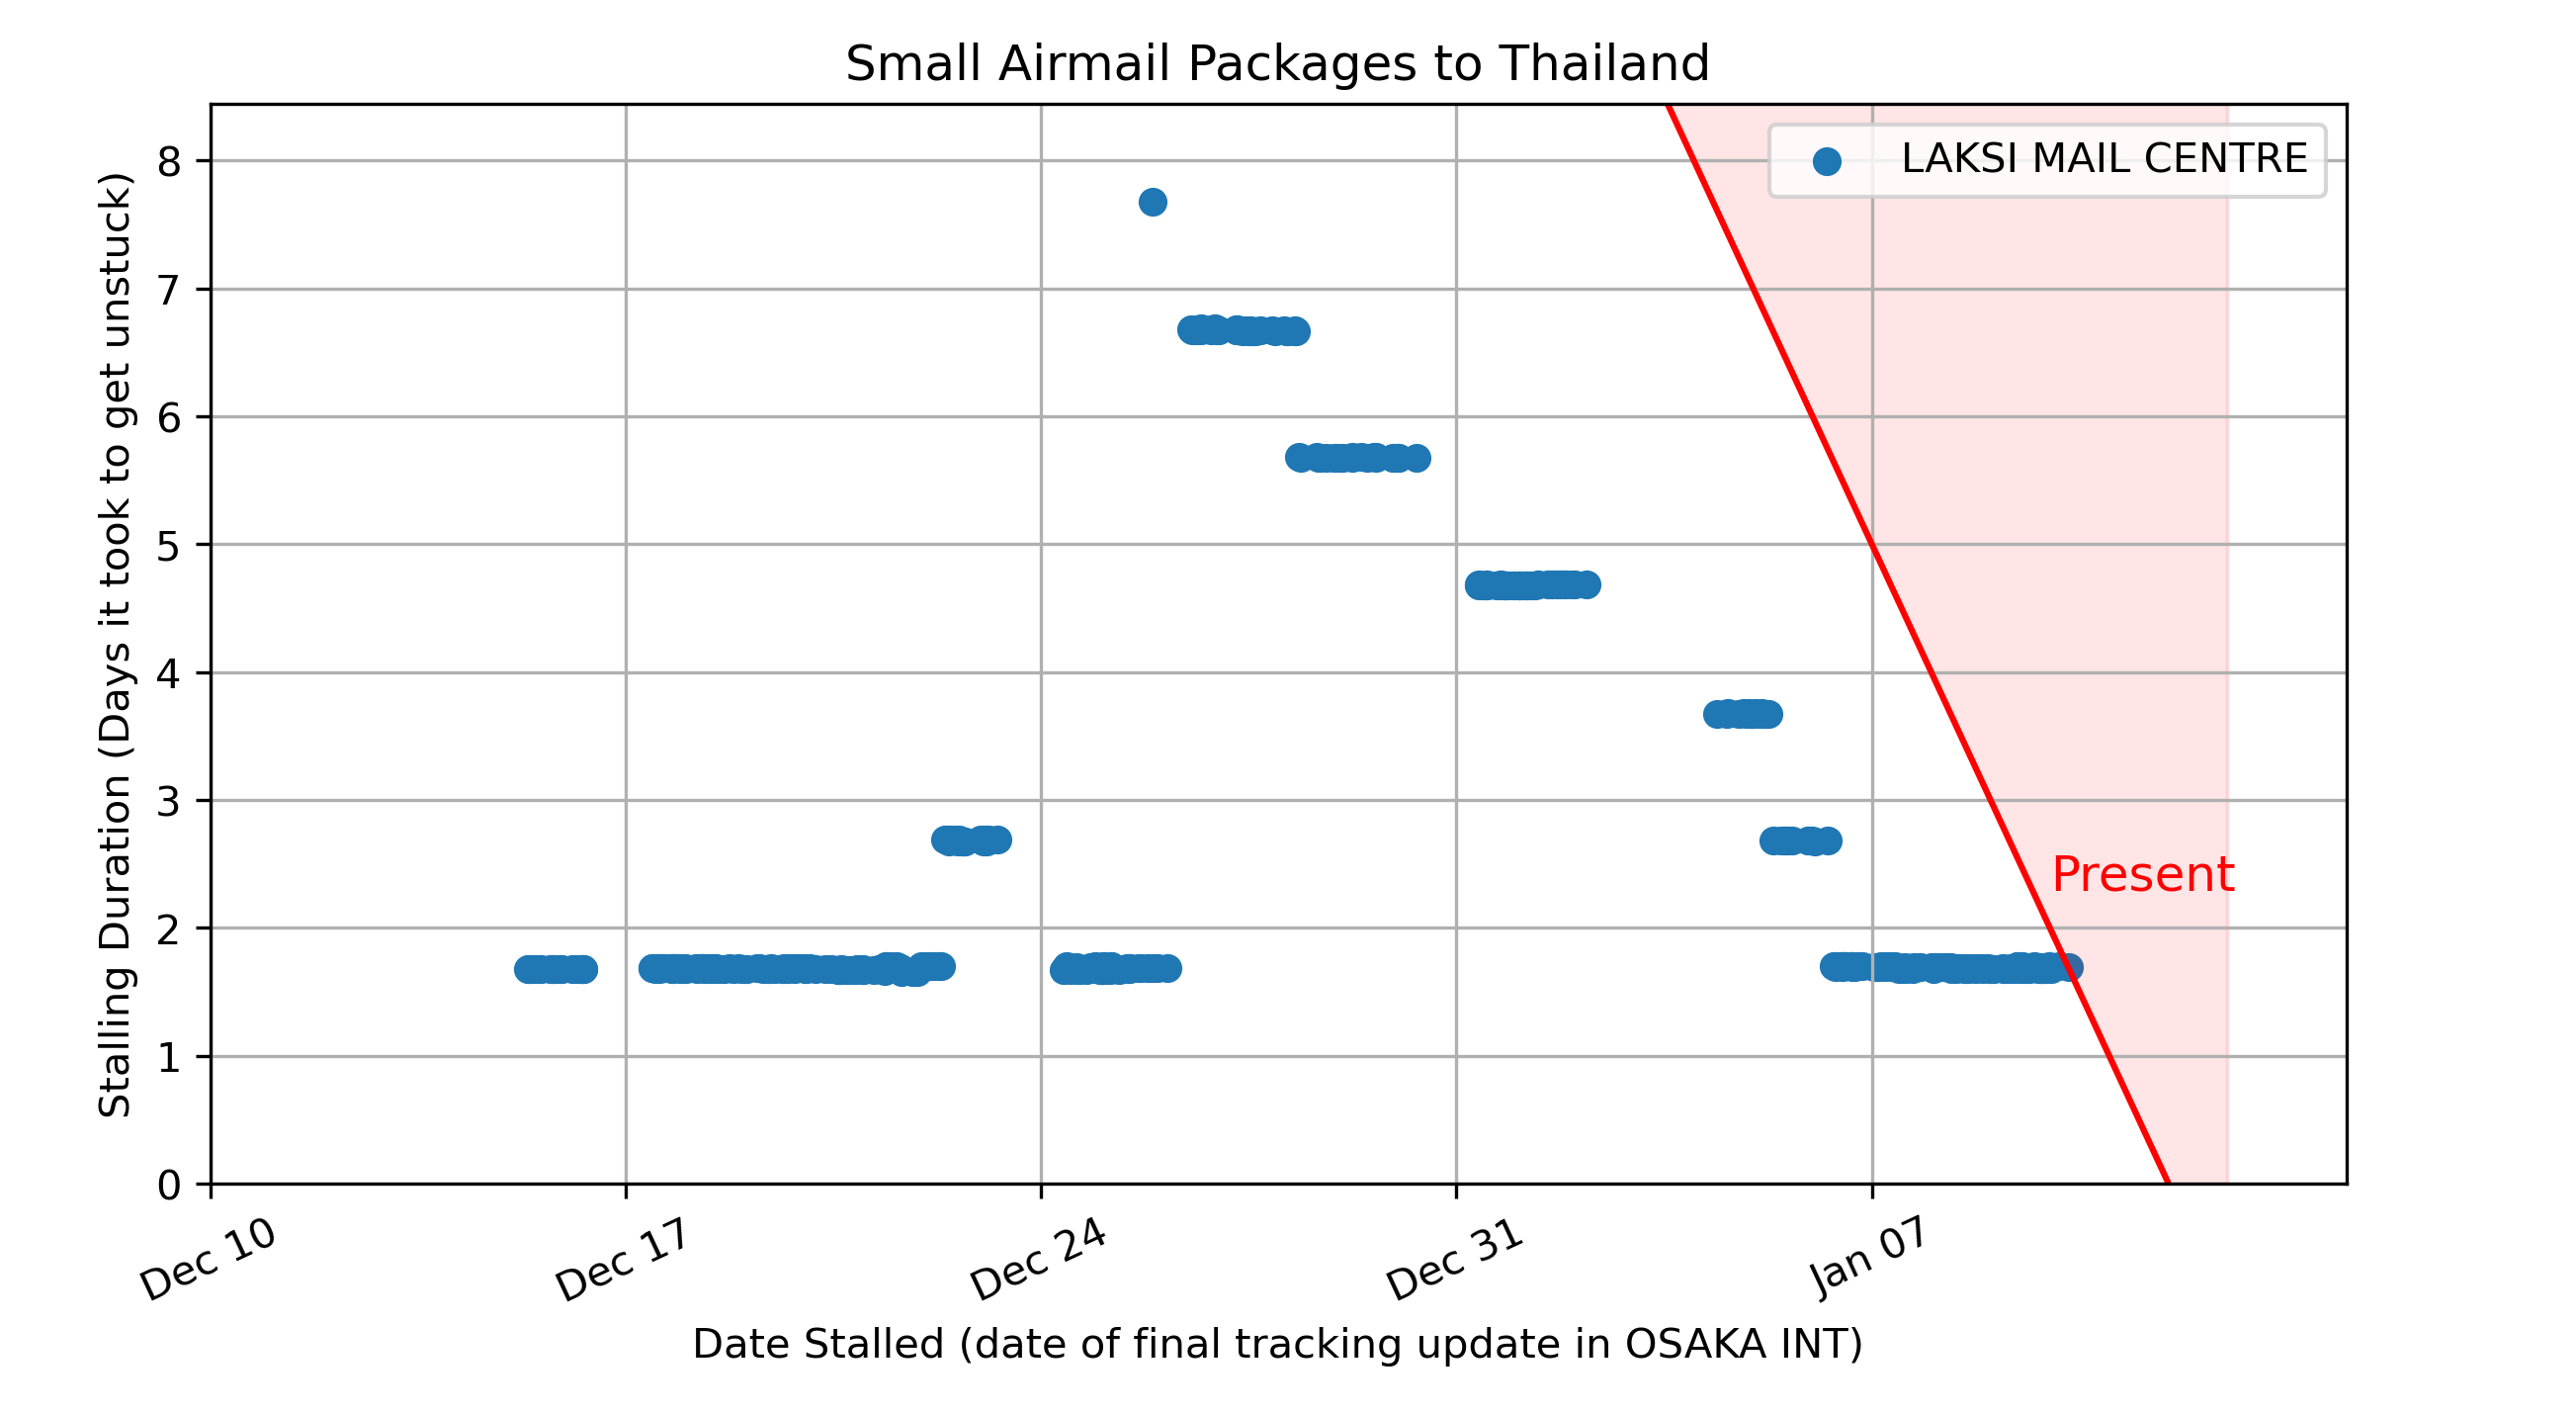 Small Airmail Packages to Thailand
LAKSI MAIL CENTRE
Stalling Duration (Days it took to get unstuck)
8
7
6
5
4
3
2
1
0
Present
Dec 10
Dec 17
Dec 24
Dec 31
Jan 07
Date Stalled (date of final tracking update in OSAKA INT)